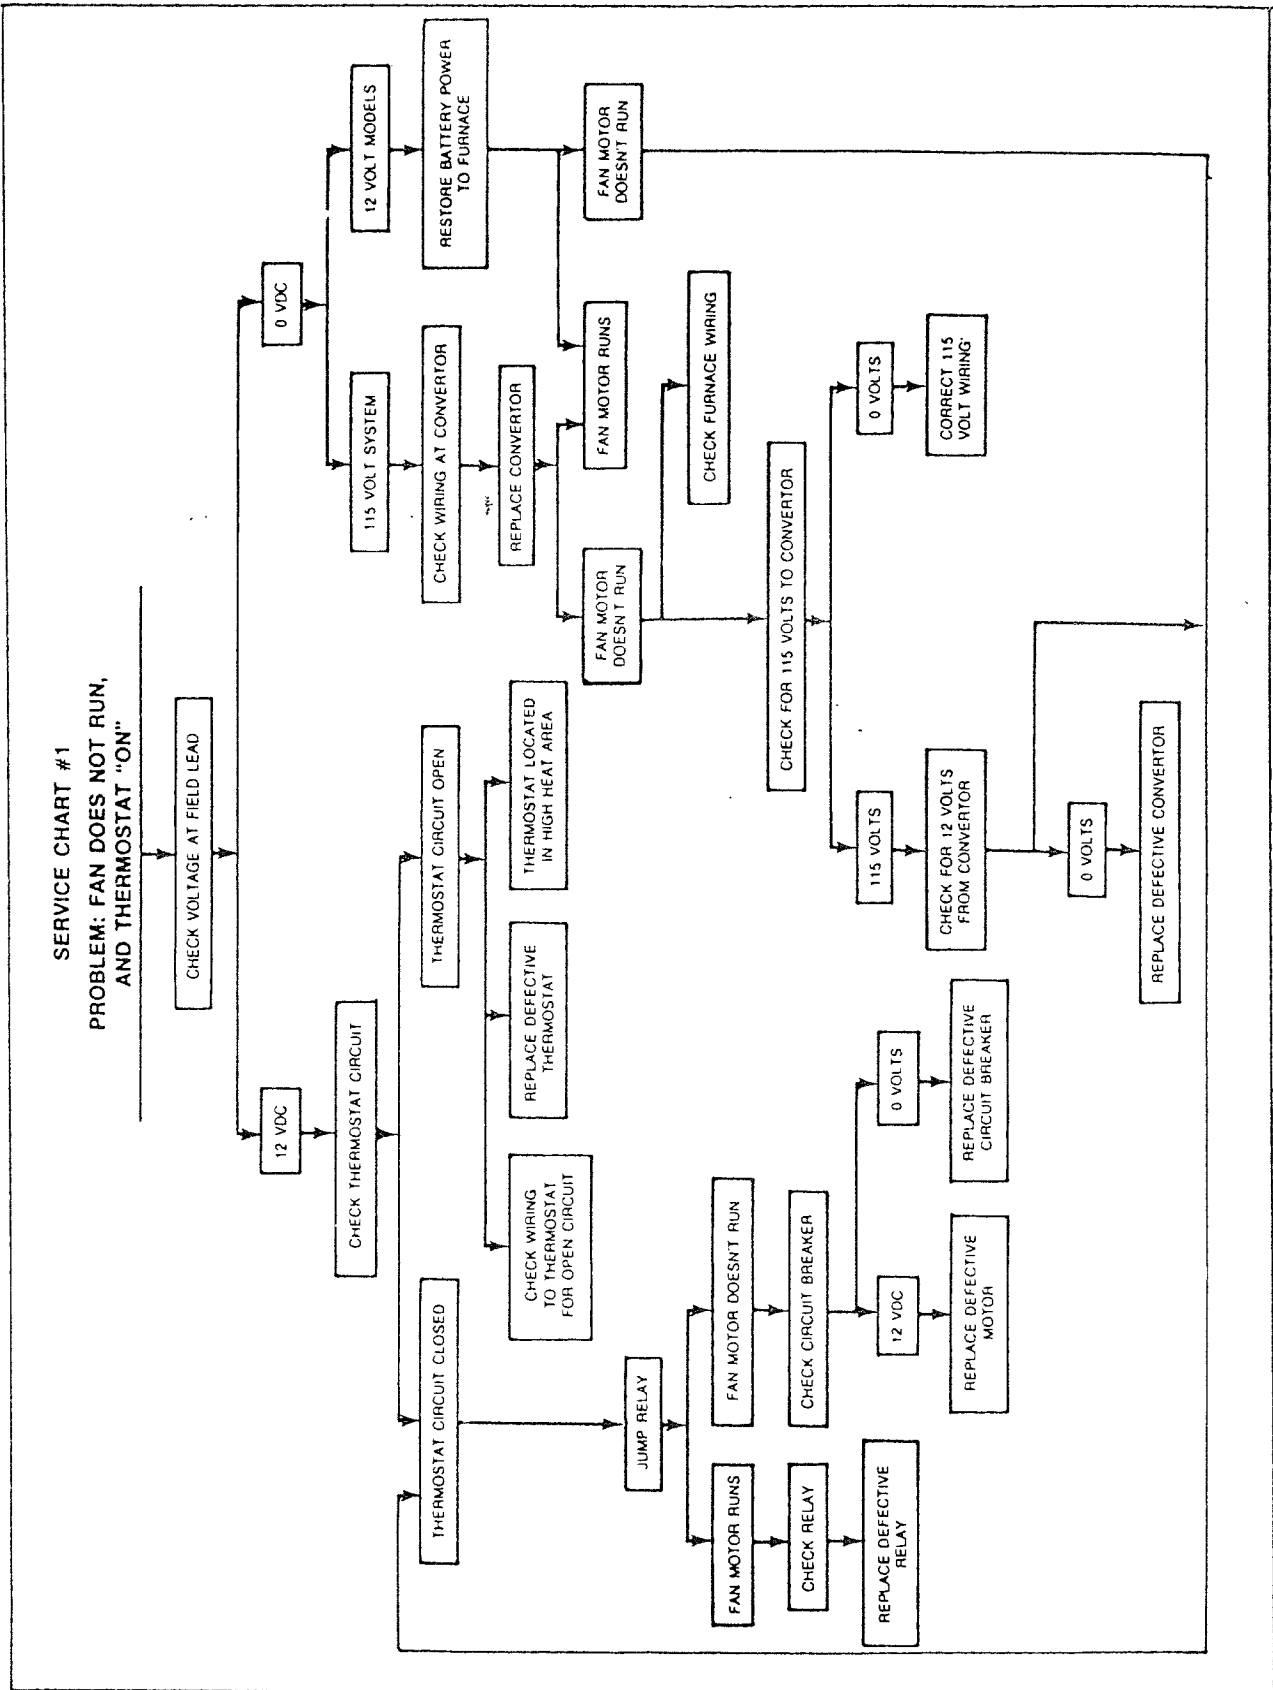 SERVICE CHART #1
PROBLEM: FAN DOES NOT RUN,
AND THERMOSTAT "ON"
CHECK VOLTAGE AT FIELD LEAD
12 VDC
0 VDC
CHECK THERMOSTAT CIRCUIT
115 VOLT SYSTEM
12 VOLT MODELS
THERMOSTAT CIRCUIT CLOSED
THERMOSTAT CIRCUIT OPEN
CHECK WIRING AT CONVERTOR
RESTORE BATTERY POWER
TO FURNACE
CHECK WIRING
TO THERMOSTAT
FOR OPEN CIRCUIT
REPLACE DEFECTIVE
THERMOSTAT
THERMOSTAT LOCATED
IN HIGH HEAT AREA
REPLACE CONVERTOR
FAN MOTOR
DOESN'T RUN
FAN MOTOR RUNS
FAN MOTOR
DOESN'T RUN
JUMP RELAY
CHECK FURNACE WIRING
FAN MOTOR RUNS
FAN MOTOR DOESN'T RUN
CHECK FOR 115 VOLTS TO CONVERTOR
CHECK RELAY
CHECK CIRCUIT BREAKER
REPLACE DEFECTIVE
RELAY
12 VDC
0 VOLTS
115 VOLTS
0 VOLTS
REPLACE DEFECTIVE
MOTOR
REPLACE DEFECTIVE
CIRCUIT BREAKER
CHECK FOR 12 VOLTS
FROM CONVERTOR
CORRECT 115
VOLT WIRING
0 VOLTS
REPLACE DEFECTIVE CONVERTOR